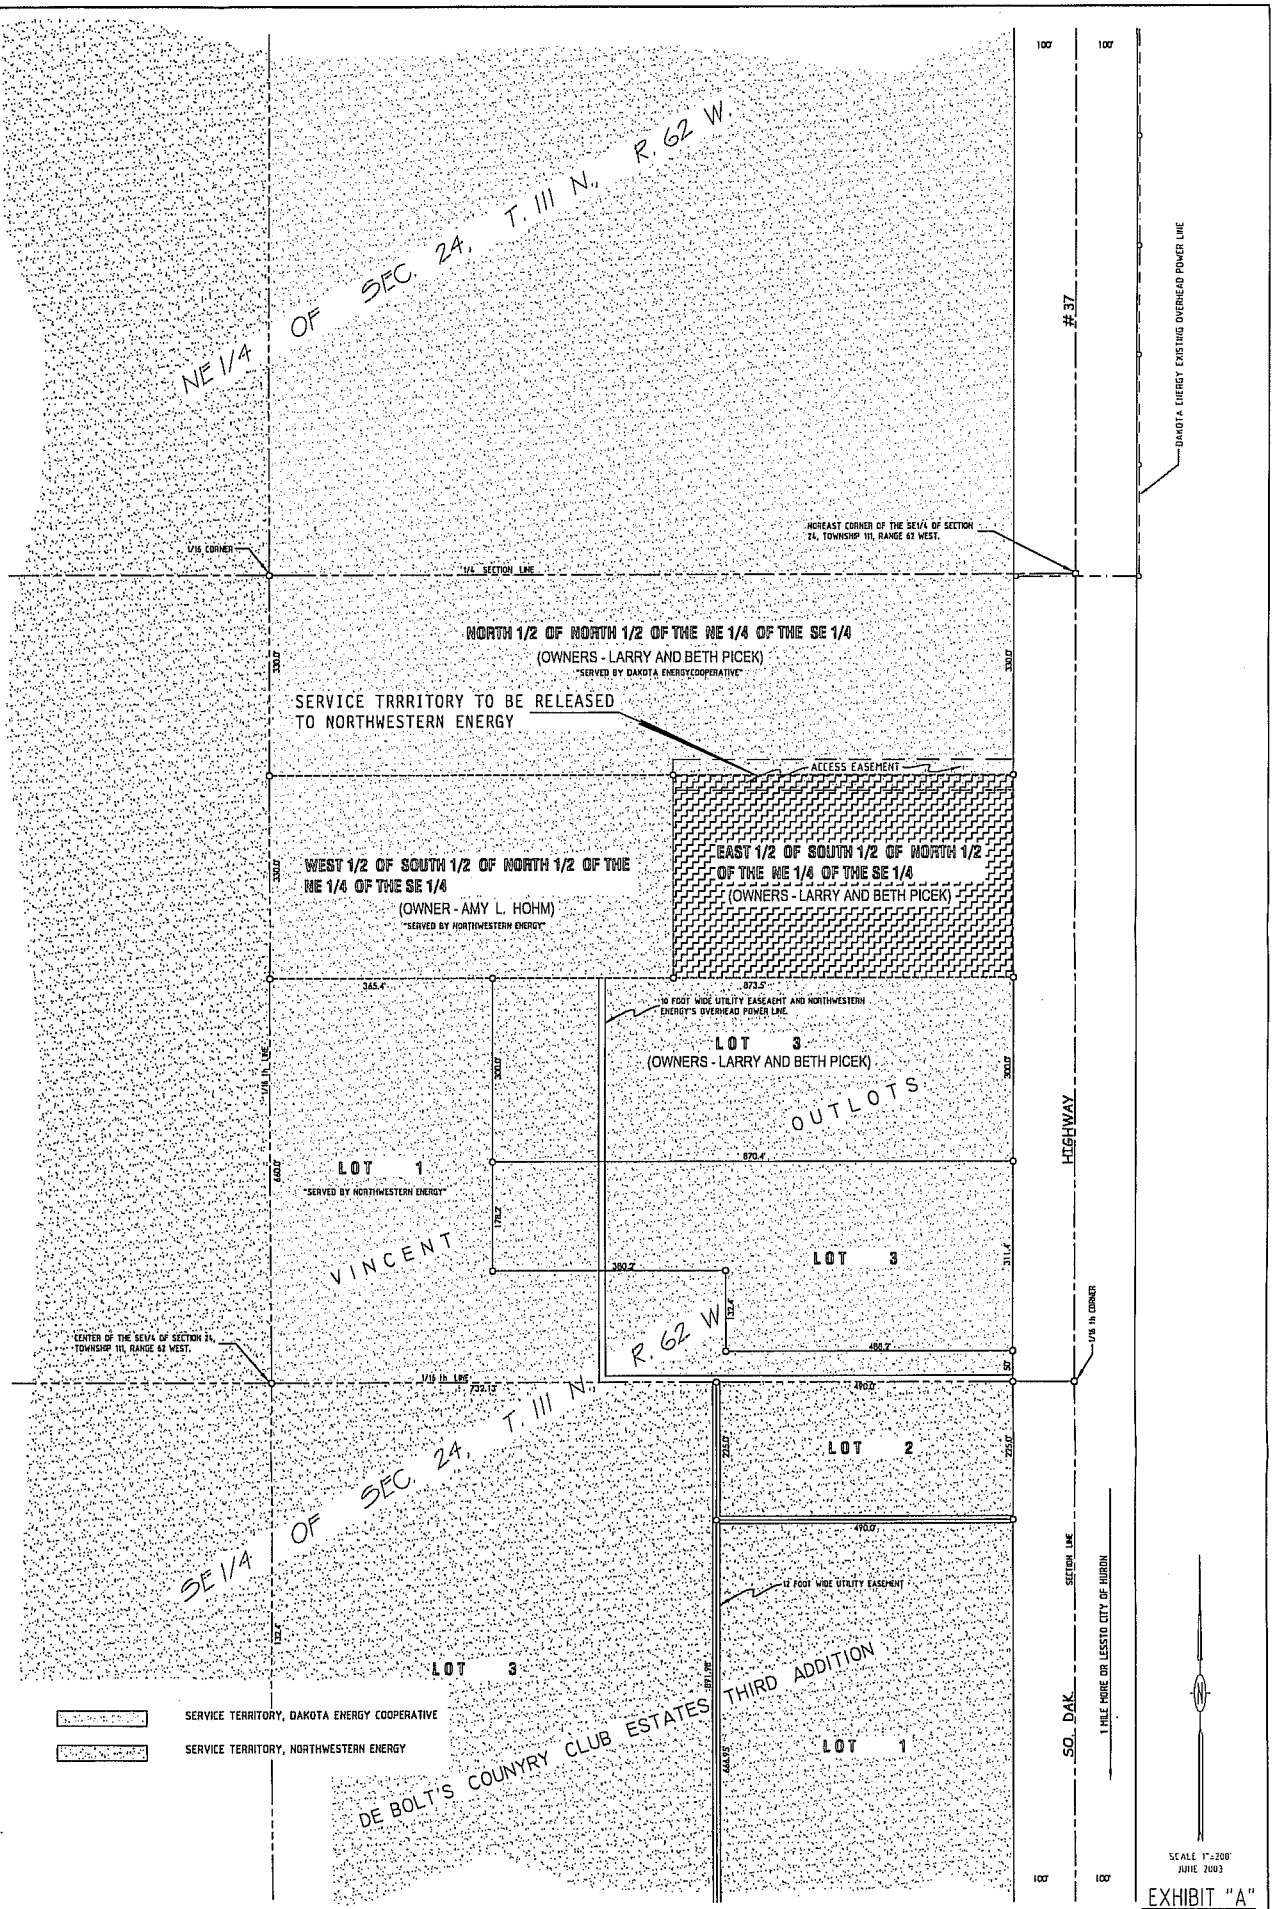 100'
100'
NE 1/4 OF SEC. 24, T. 111 N., R. 62 W.
# 37
DAKOTA ENERGY EXISTING OVERHEAD POWER LINE
NOREAST CORNER OF THE SE1/4 OF SECTION
24, TOWNSHIP 111, RANGE 62 WEST.
1/16 CORNER
1/4 SECTION LINE
NORTH 1/2 OF NORTH 1/2 OF THE NE 1/4 OF THE SE 1/4
(OWNERS - LARRY AND BETH PICEK)
"SERVED BY DAKOTA ENERGYCOOPERATIVE"
330.0'
330.0'
SERVICE TRRRITORY TO BE RELEASED
TO NORTHWESTERN ENERGY
ACCESS EASEMENT
WEST 1/2 OF SOUTH 1/2 OF NORTH 1/2 OF THE
NE 1/4 OF THE SE 1/4
(OWNER - AMY L. HOHM)
"SERVED BY NORTHWESTERN ENERGY"
330.0'
EAST 1/2 OF SOUTH 1/2 OF NORTH 1/2
OF THE NE 1/4 OF THE SE 1/4
(OWNERS - LARRY AND BETH PICEK)
365.4'
873.5'
10 FOOT WIDE UTILITY EASEAEMT AND NORTHWESTERN
ENERGY'S OVERHEAD POWER LINE.
LOT 3
(OWNERS - LARRY AND BETH PICEK)
1/16 th LINE
300.0'
300.0'
OUTLOTS
HIGHWAY
870.4'
LOT 1
"SERVED BY NORTHWESTERN ENERGY"
660.0'
178.2'
VINCENT
LOT 3
311.4'
380.2'
132.4'
R. 62 W.
488.2'
50'
1/16 th CORNER
CENTER OF THE SE1/4 OF SECTION 24,
TOWNSHIP 111, RANGE 62 WEST.
1/16 th LINE
732.13'
490.0'
SE 1/4 OF SEC. 24, T. 111 N.,
225.0'
LOT 2
225.0'
490.0'
SECTION LINE
1 MILE MORE OR LESSTO CITY OF HURON
12 FOOT WIDE UTILITY EASEMENT
132.4'
LOT 3
891.98'
DE BOLT'S COUNYRY CLUB ESTATES THIRD ADDITION
666.95'
LOT 1
SO. DAK.
SERVICE TERRITORY, DAKOTA ENERGY COOPERATIVE
SERVICE TERRITORY, NORTHWESTERN ENERGY
N
SCALE 1"=200'
JUNE 2003
100'
100'
EXHIBIT "A"